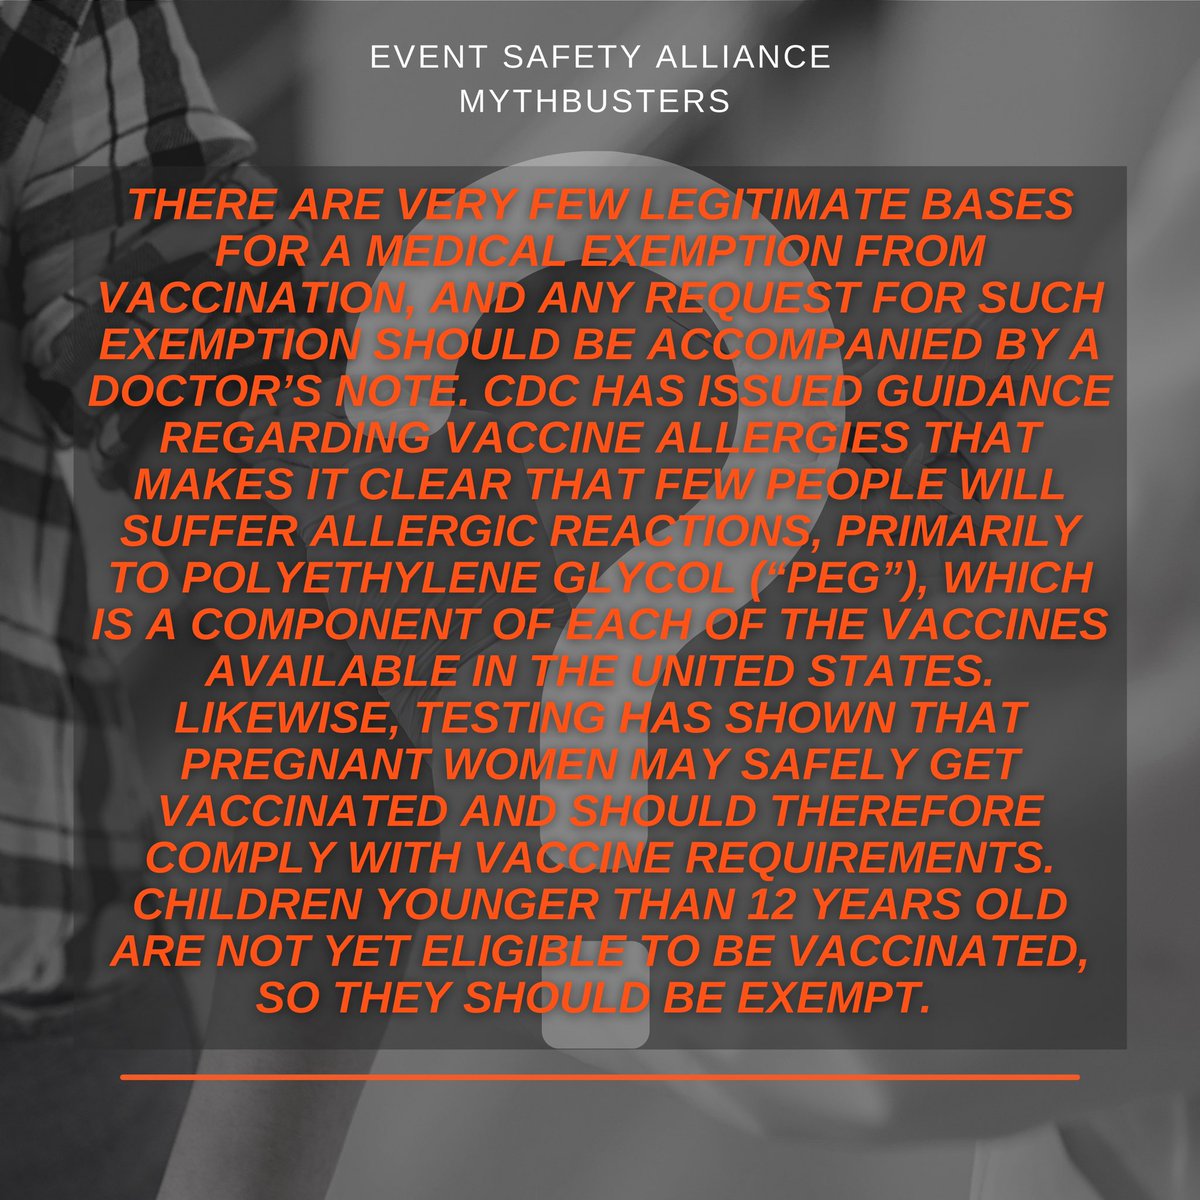 EVENT SAFETY ALLIANCE
MYTHBUSTERS
THERE ARE VERY FEW LEGITIMATE BASES
FOR A MEDICAL EXEMPTION FROM
VACCINATION, AND ANY REQUEST FOR SUCH
EXEMPTION SHOULD BE ACCOMPANIED BY A
DOCTOR’S NOTE. CDC HAS ISSUED GUIDANCE
REGARDING VACCINE ALLERGIES THAT
MAKES IT CLEAR THAT FEW PEOPLE WILL
SUFFER ALLERGIC REACTIONS, PRIMARILY
TO POLYETHYLENE GLYCOL (“PEG”), WHICH
IS A COMPONENT OF EACH OF THE VACCINES
AVAILABLE IN THE UNITED STATES.
LIKEWISE, TESTING HAS SHOWN THAT
PREGNANT WOMEN MAY SAFELY GET
VACCINATED AND SHOULD THEREFORE
COMPLY WITH VACCINE REQUIREMENTS.
CHILDREN YOUNGER THAN 12 YEARS OLD
ARE NOT YET ELIGIBLE TO BE VACCINATED,
SO THEY SHOULD BE EXEMPT.